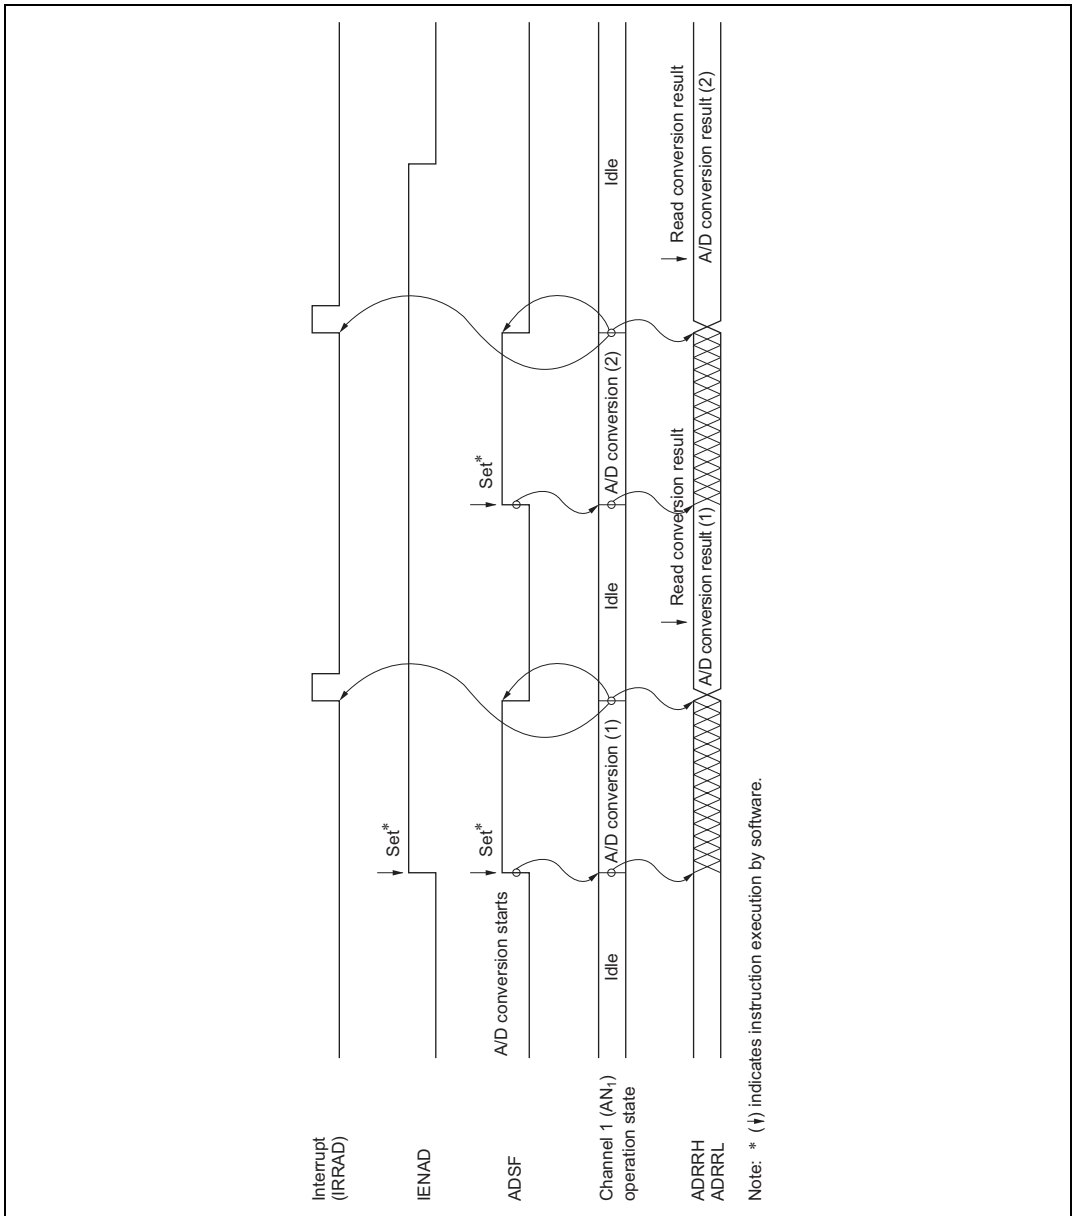 Interrupt
(IRRAD)
IENAD
Set*
ADSF
A/D conversion starts
Set*
Set*
Channel 1 (AN1)
operation state
Idle
A/D conversion (1)
Idle
A/D conversion (2)
Idle
Read conversion result
Read conversion result
ADRRH
ADRRL
A/D conversion result (1)
A/D conversion result (2)
Note: * (↓) indicates instruction execution by software.